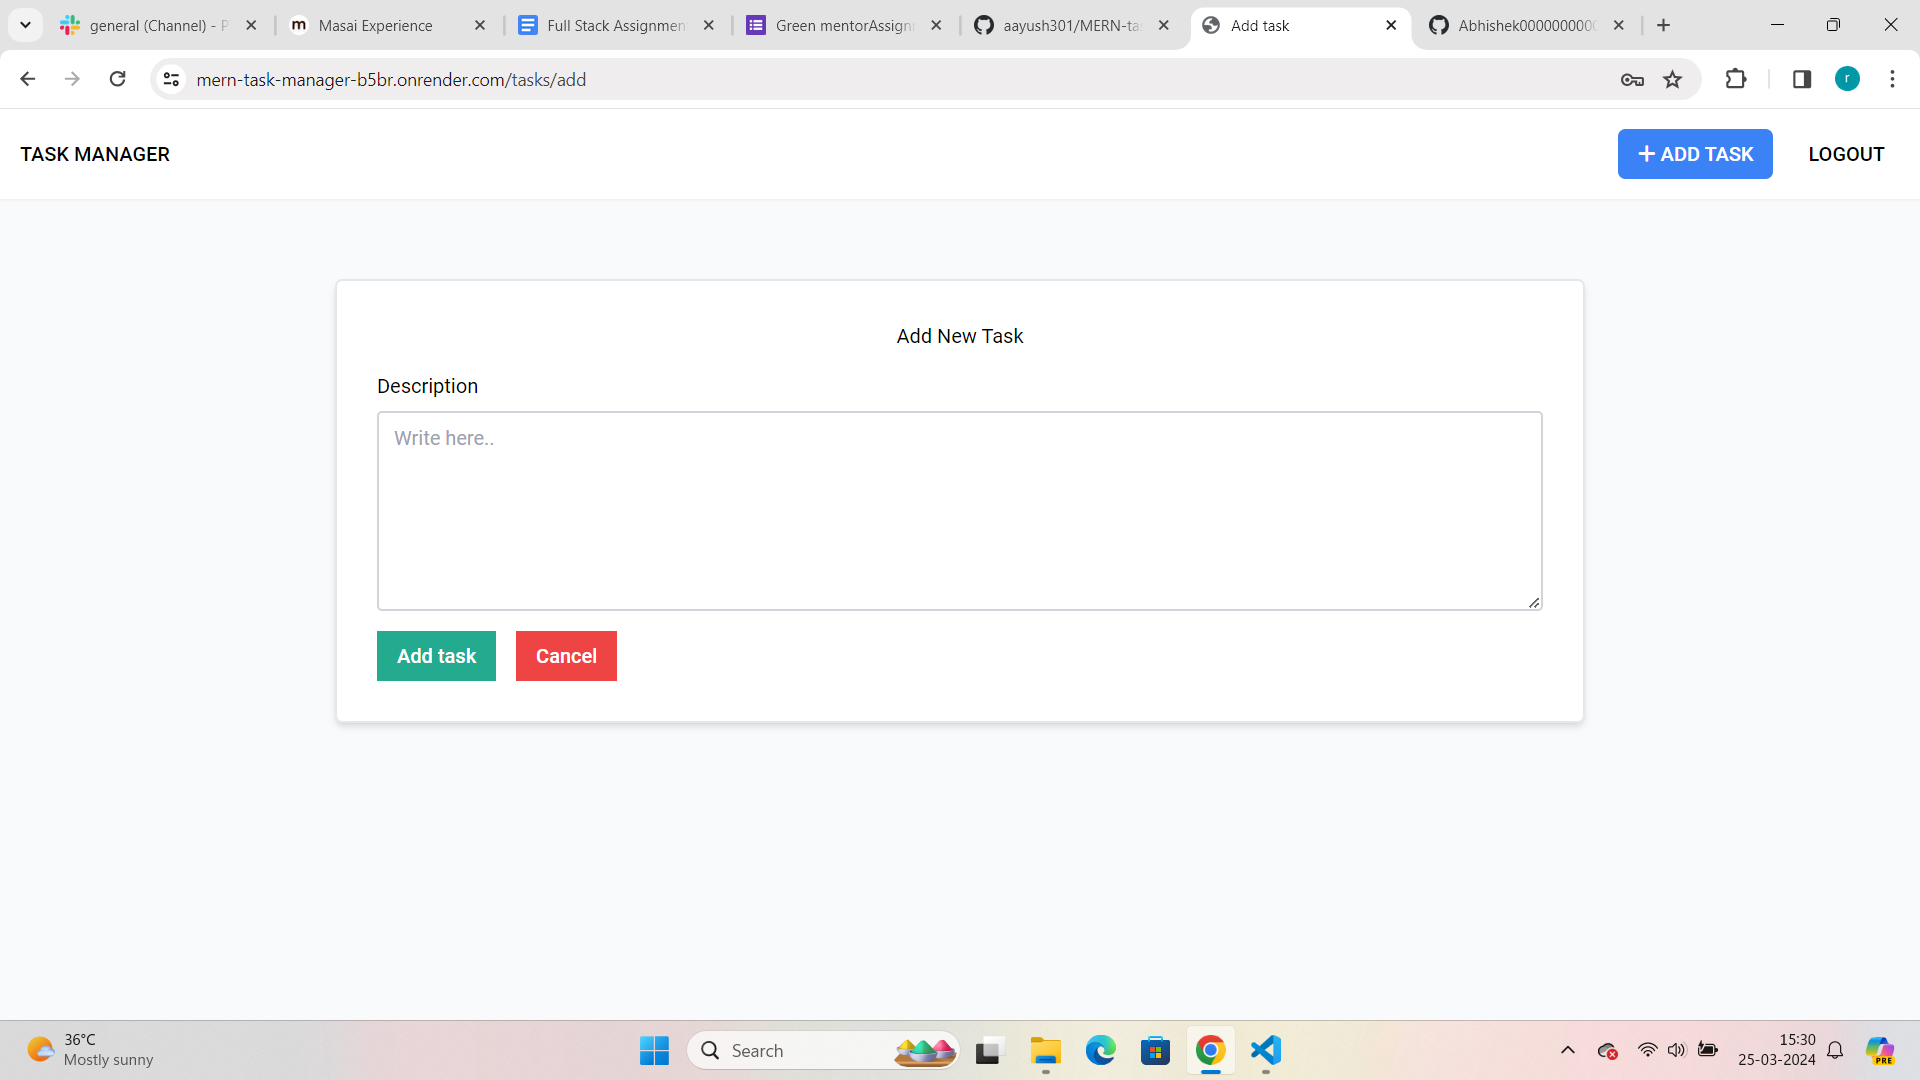 general (Channel) - P
m Masai Experience
Full Stack Assignmen
Green mentorAssign
aayush301/MERN-ta
Add task
Abhishek0000000000
mern-task-manager-b5br.onrender.com/tasks/add
r
TASK MANAGER
+ ADD TASK
LOGOUT
Add New Task
Description
Write here..
Add task
Cancel
36°C
Mostly sunny
Search
15:30
25-03-2024
PRE